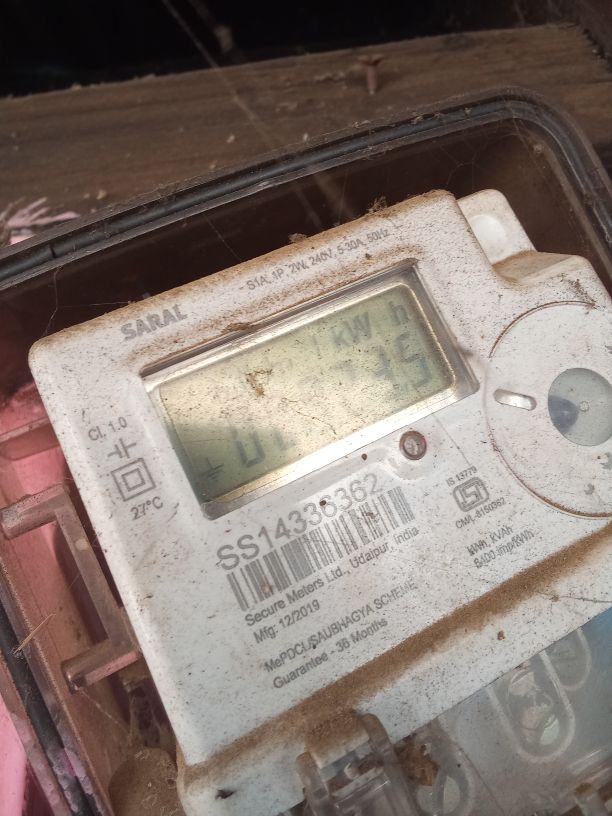 SARAL
S1A, 1P, 2W, 240V, 5-30A, 50Hz
kW h
Cl. 1.0
27°C
SS14336362
Secure Meters Ltd., Udaipur, India
Mfg: 12/2019
MePDCL/SAUBHAGYA SCHEME
Guarantee - 36 Months
IS 13779
kWh, kVAh